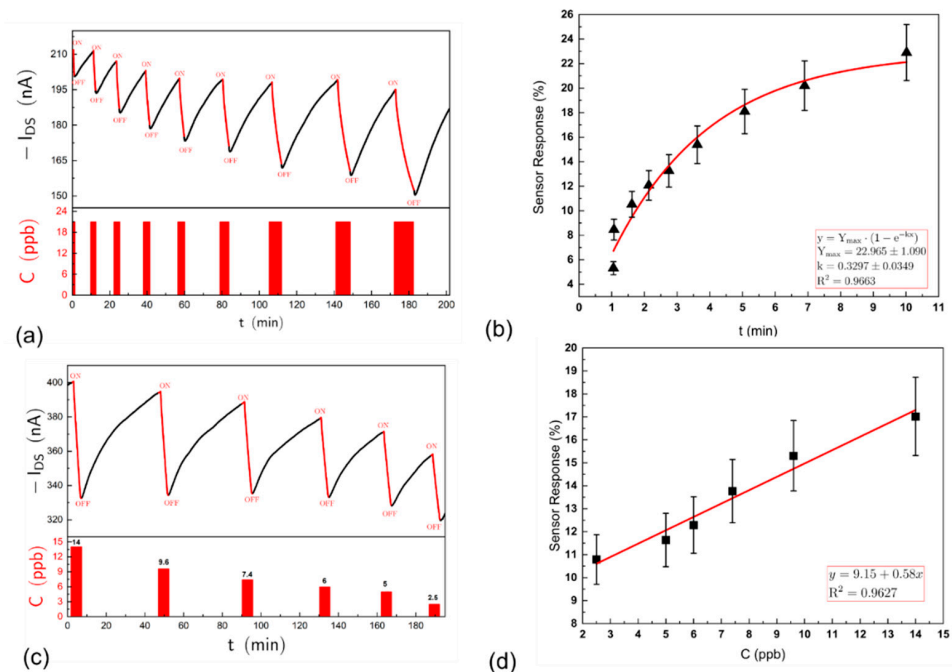 ON ON ON ON ON ON ON ON ON
OFF OFF OFF OFF OFF OFF OFF OFF OFF
− I_DS (nA)
210
195
180
165
150
C (ppb)
24
18
12
6
0
0 20 40 60 80 100 120 140 160 180 200
t (min)
(a)
Sensor Response (%)
26
24
22
20
18
16
14
12
10
8
6
4
y = Y_max · (1 − e^−kx)
Y_max = 22.965 ± 1.090
k = 0.3297 ± 0.0349
R² = 0.9663
0 1 2 3 4 5 6 7 8 9 10 11
t (min)
(b)
ON ON ON ON ON ON
OFF OFF OFF OFF OFF OFF
− I_DS (nA)
400
380
360
340
320
C (ppb)
15
12
9
6
3
0
14 9.6 7.4 6 5 2.5
0 20 40 60 80 100 120 140 160 180
t (min)
(c)
Sensor Response (%)
20
19
18
17
16
15
14
13
12
11
10
9
8
y = 9.15 + 0.58x
R² = 0.9627
2 3 4 5 6 7 8 9 10 11 12 13 14 15
C (ppb)
(d)